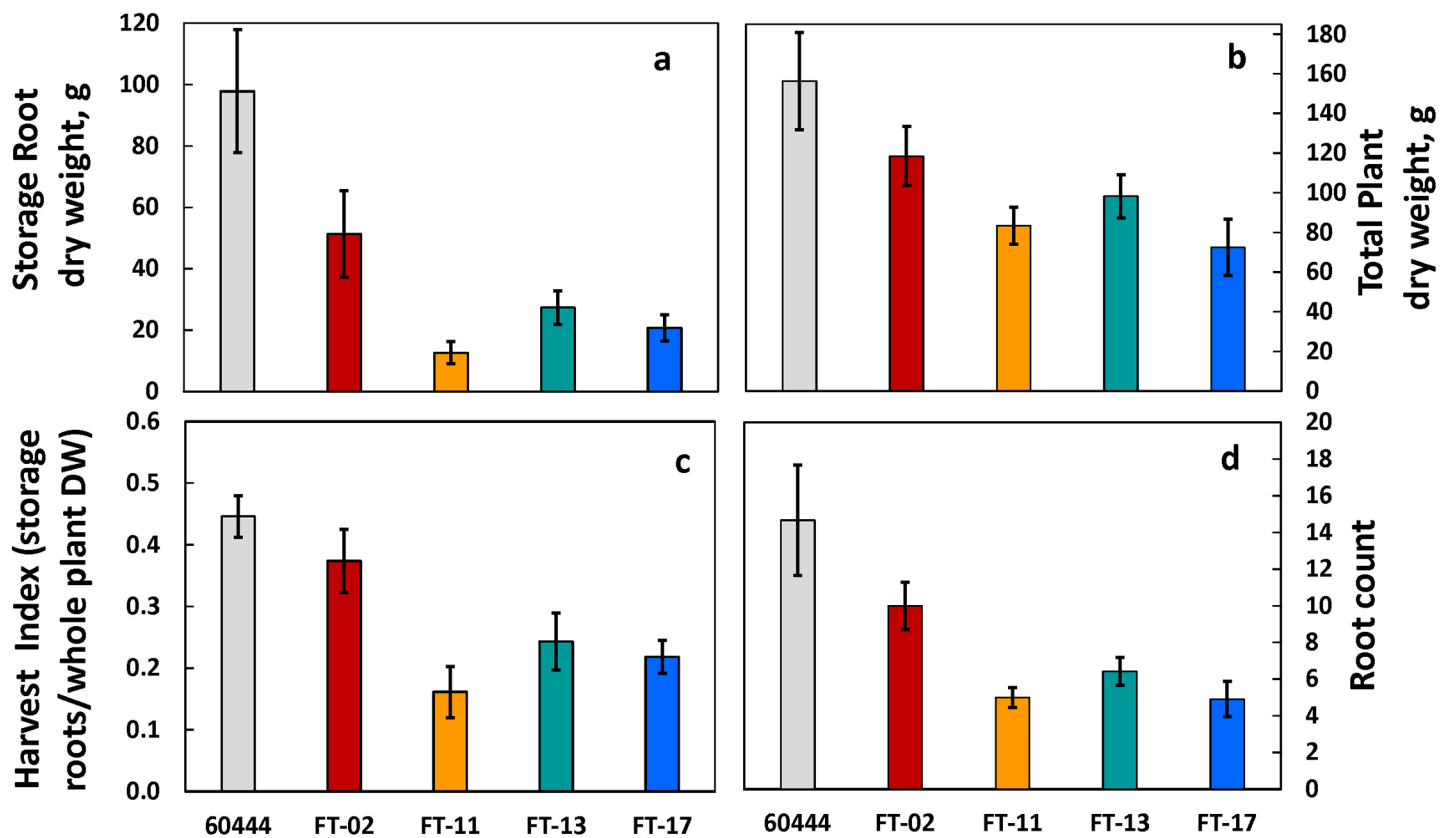 Storage Root
dry weight, g
120
100
80
60
40
20
0
a
b
180
160
140
120
100
80
60
40
20
0
Total Plant
dry weight, g
Harvest Index (storage
roots/whole plant DW)
0.6
0.5
0.4
0.3
0.2
0.1
0.0
c
d
20
18
16
14
12
10
8
6
4
2
0
Root count
60444 FT-02 FT-11 FT-13 FT-17
60444 FT-02 FT-11 FT-13 FT-17